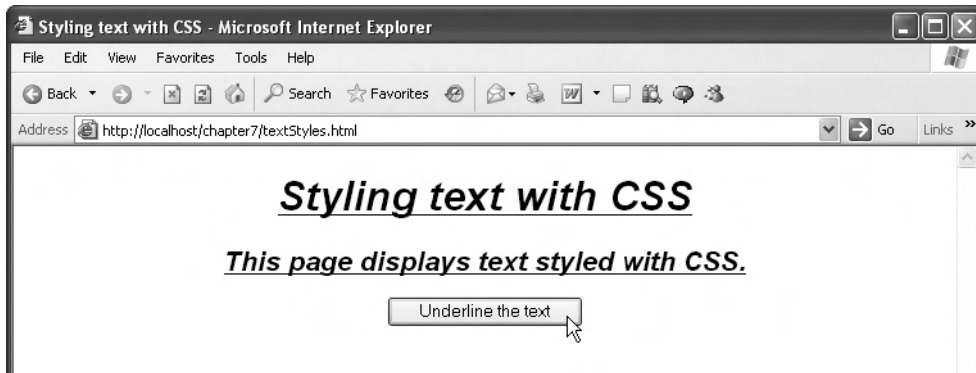 Styling text with CSS - Microsoft Internet Explorer
File Edit View Favorites Tools Help
Back Search Favorites W
Address http://localhost/chapter7/textStyles.html Go Links »
Styling text with CSS
This page displays text styled with CSS.
Underline the text